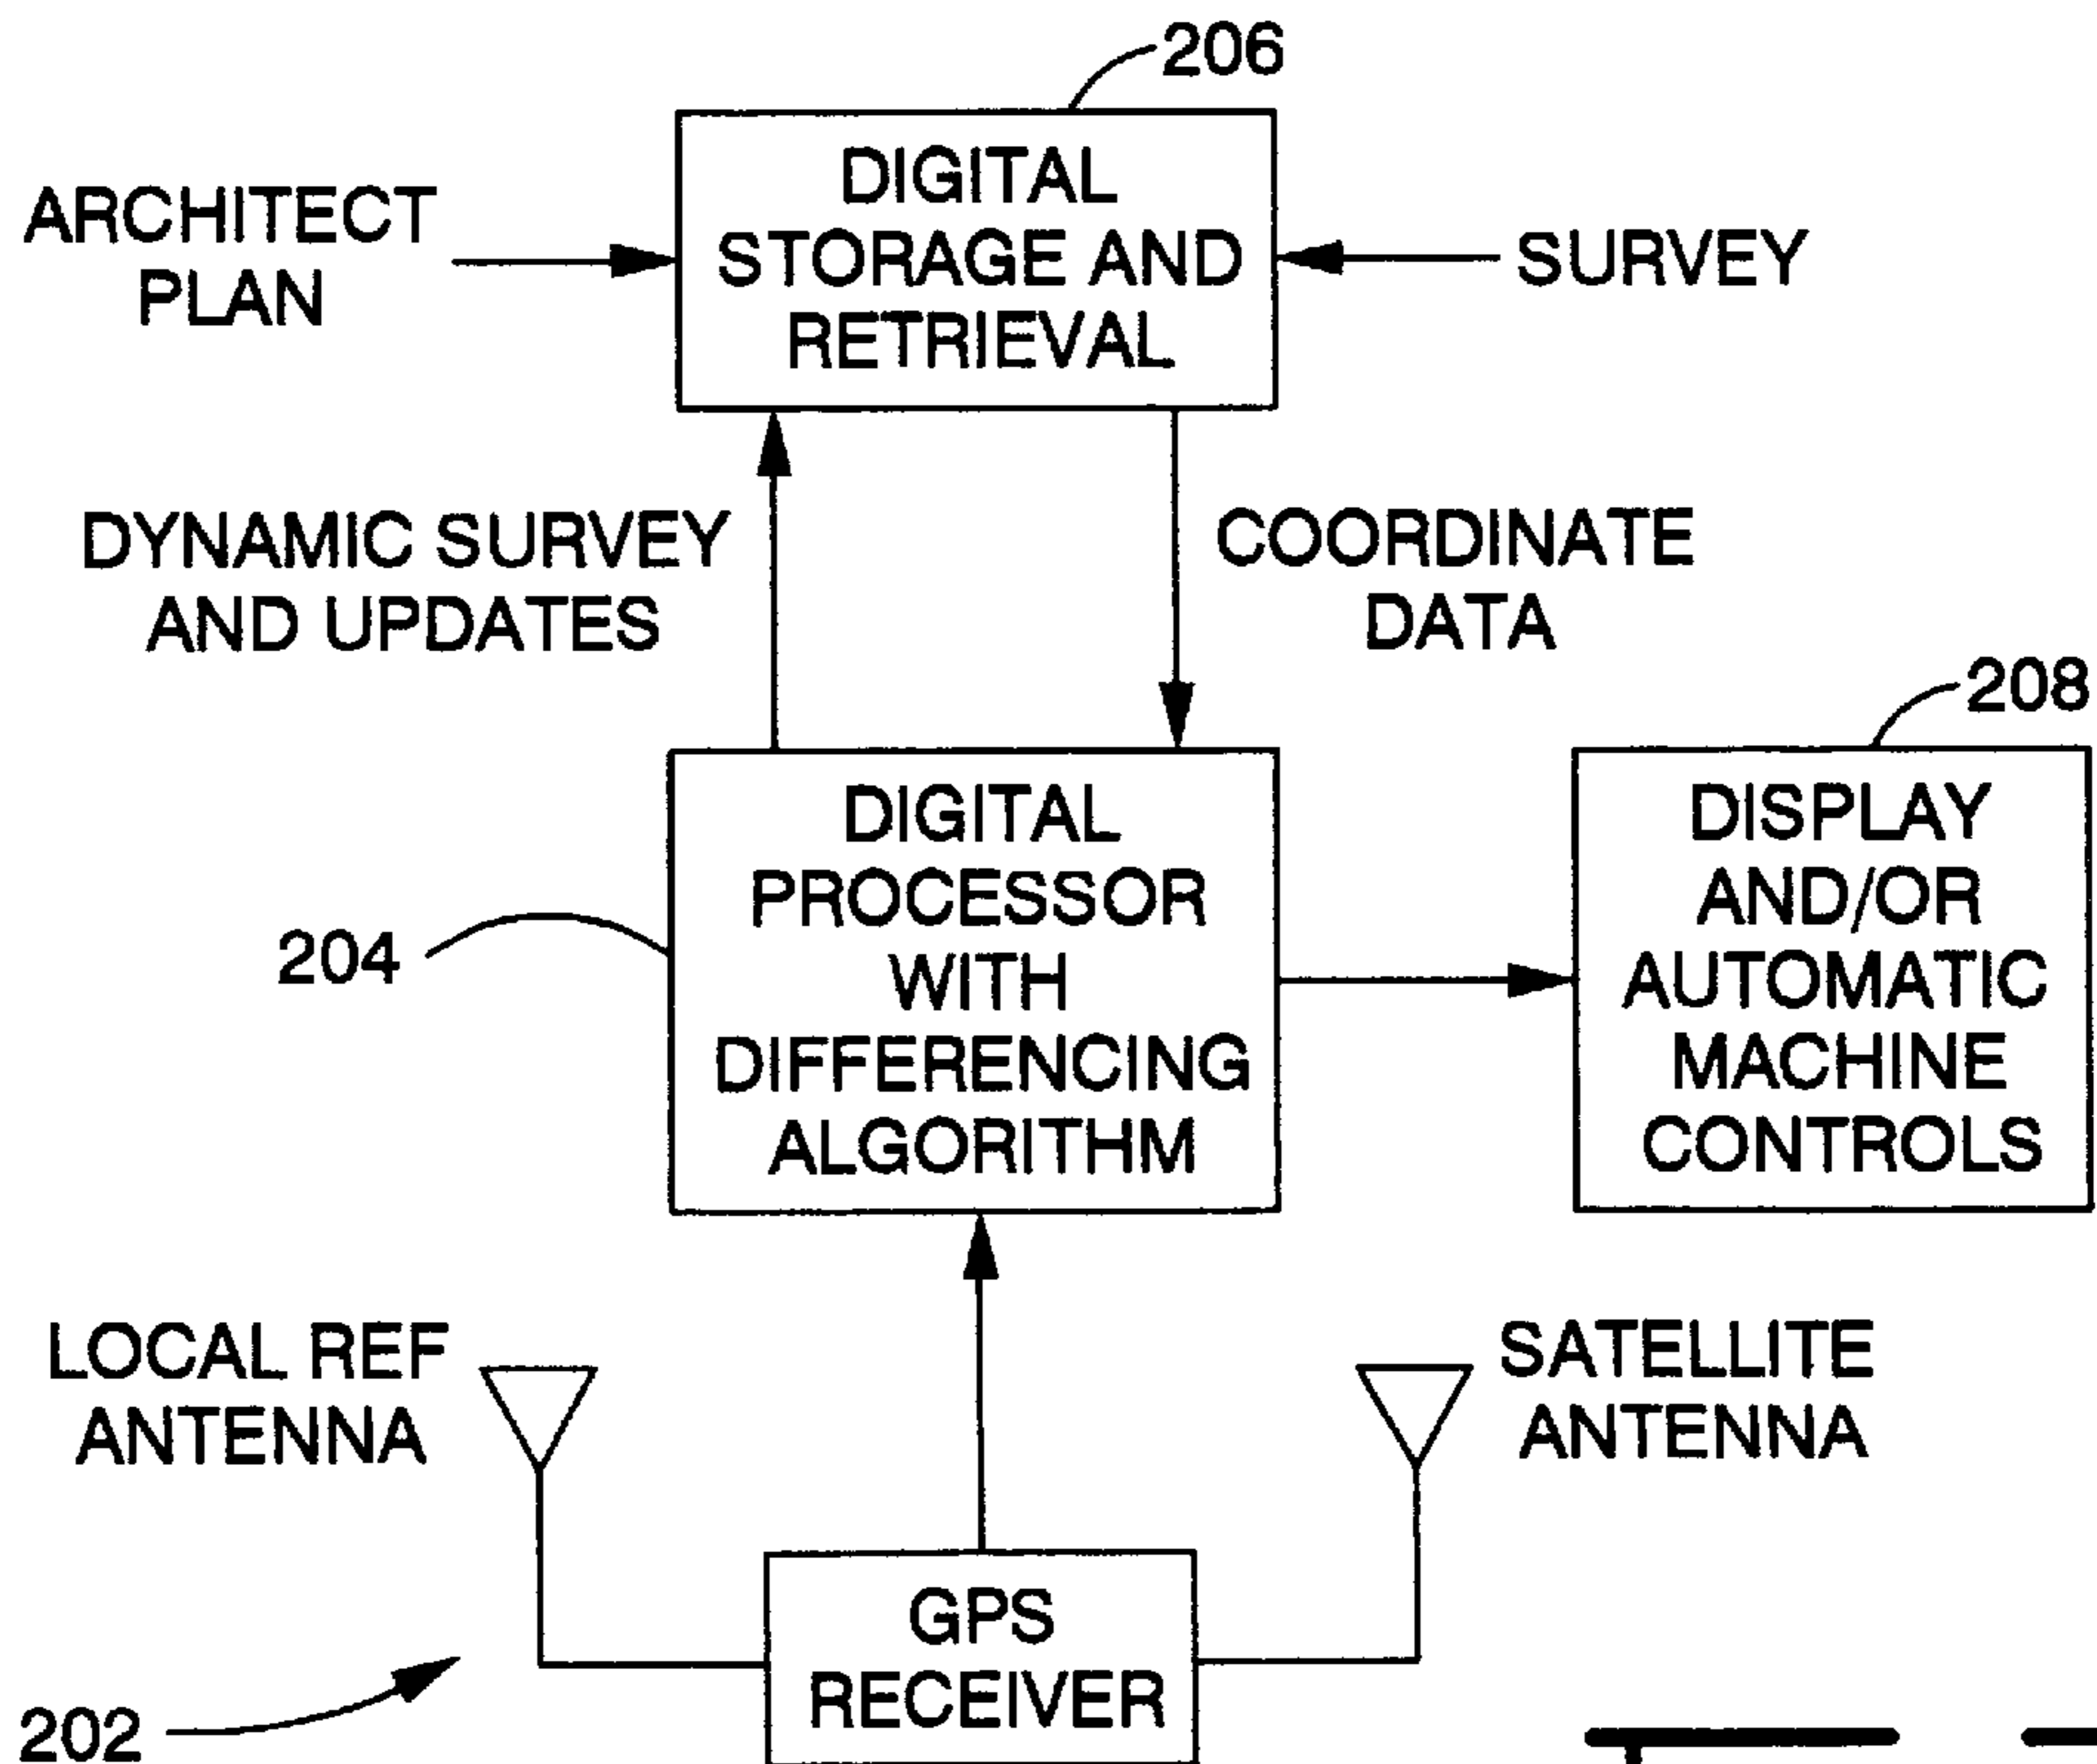 206
DIGITAL
STORAGE AND
RETRIEVAL
ARCHITECT
PLAN
SURVEY
DYNAMIC SURVEY
AND UPDATES
COORDINATE
DATA
208
DIGITAL
PROCESSOR
WITH
DIFFERENCING
ALGORITHM
204
DISPLAY
AND/OR
AUTOMATIC
MACHINE
CONTROLS
LOCAL REF
ANTENNA
SATELLITE
ANTENNA
GPS
RECEIVER
202